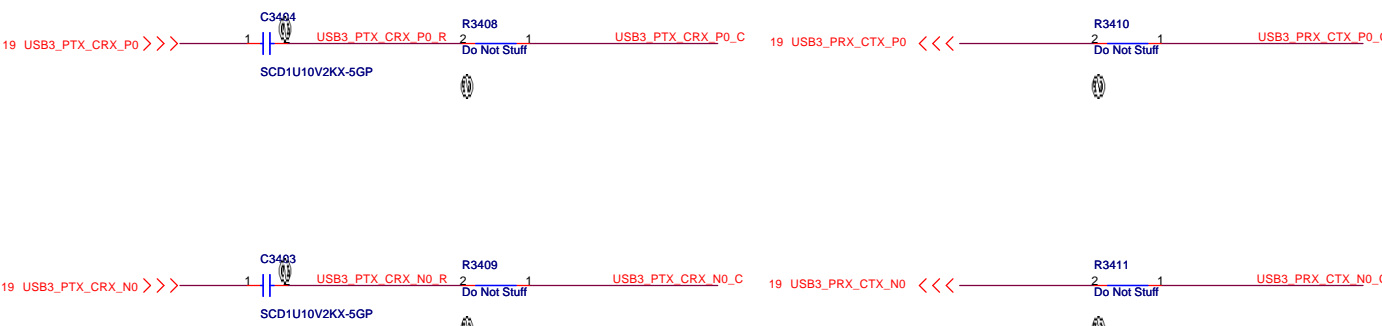 C3404
R3408
R3410
19 USB3_PTX_CRX_P0
1
USB3_PTX_CRX_P0_R
2
1
USB3_PTX_CRX_P0_C
19 USB3_PRX_CTX_P0
2
1
USB3_PRX_CTX_P0_C
Do Not Stuff
Do Not Stuff
SCD1U10V2KX-5GP
C3403
R3409
R3411
19 USB3_PTX_CRX_N0
1
USB3_PTX_CRX_N0_R
2
1
USB3_PTX_CRX_N0_C
19 USB3_PRX_CTX_N0
2
1
USB3_PRX_CTX_N0_C
Do Not Stuff
Do Not Stuff
SCD1U10V2KX-5GP